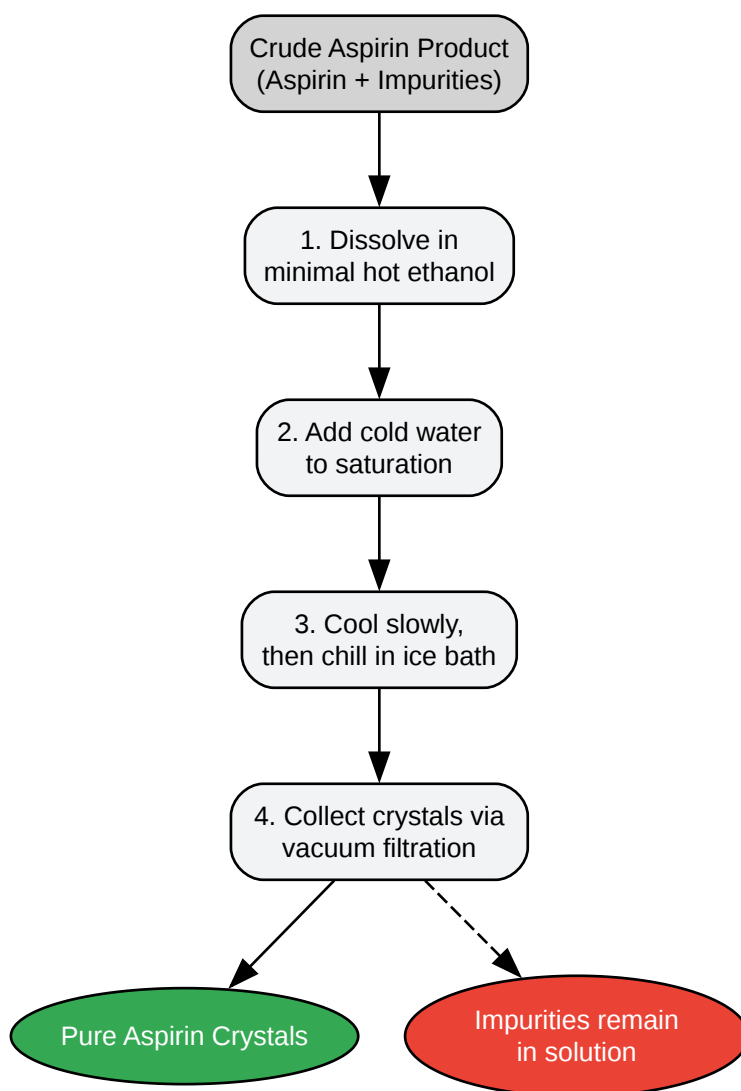 Crude Aspirin Product
(Aspirin + Impurities)
1. Dissolve in
minimal hot ethanol
2. Add cold water
to saturation
3. Cool slowly,
then chill in ice bath
4. Collect crystals via
vacuum filtration
Pure Aspirin Crystals
Impurities remain
in solution